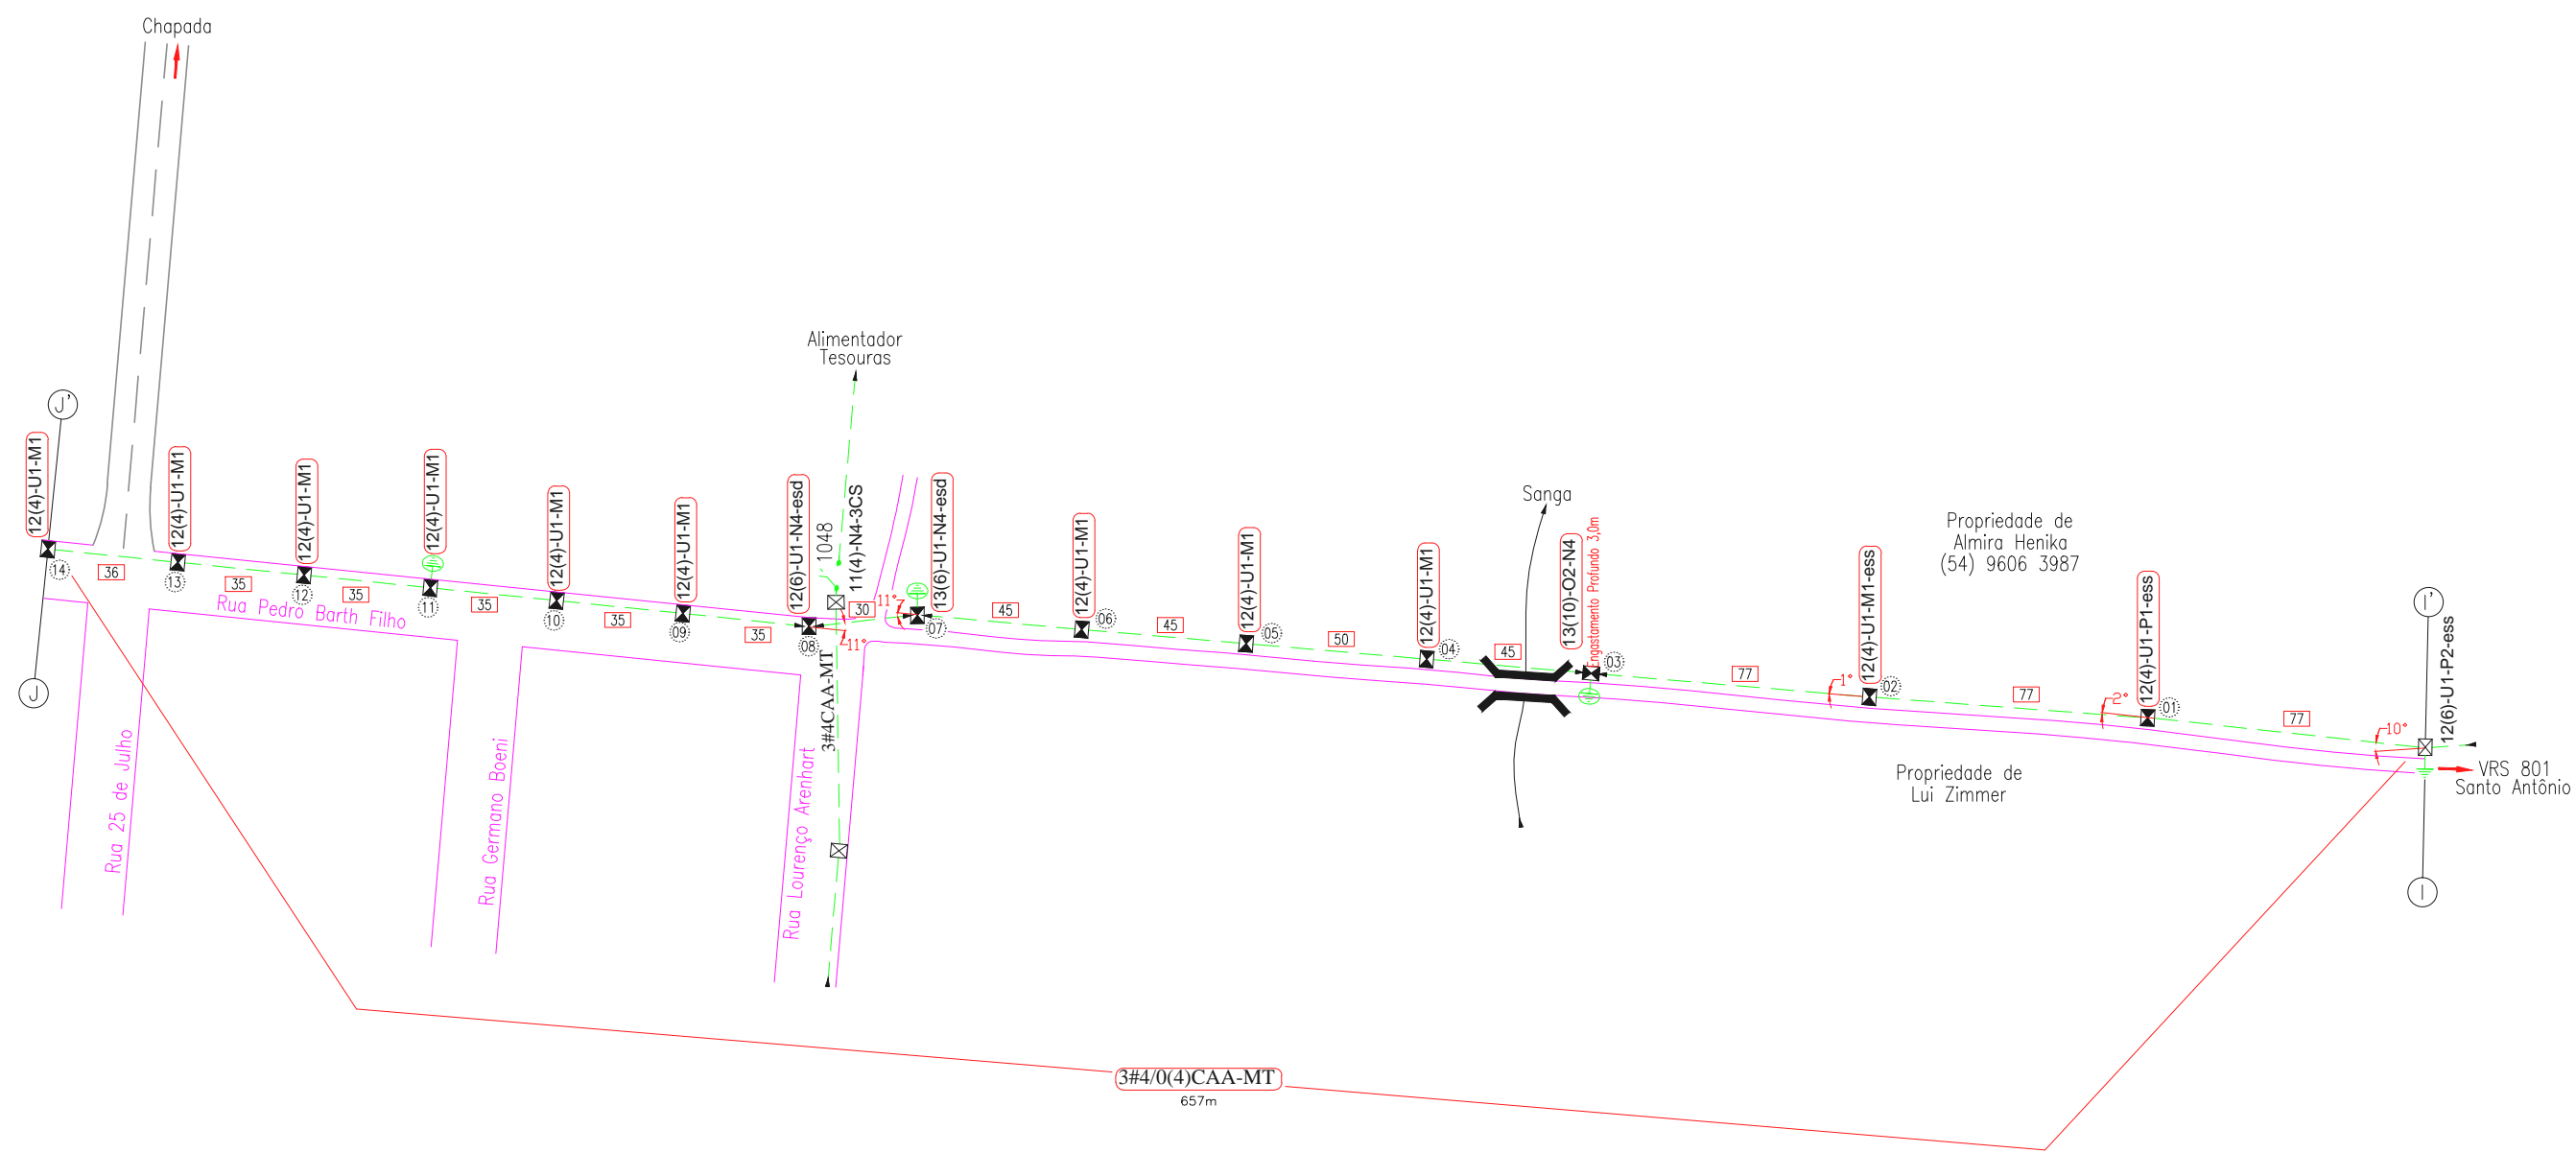 Chapada
Alimentador
Tesouras
J'
12(4)-U1-M1
12(4)-U1-M1
12(4)-U1-M1
12(4)-U1-M1
12(4)-U1-M1
12(4)-U1-M1
12(6)-U1-N4-esd
1048
11(4)-N4-3CS
13(6)-U1-N4-esd
12(4)-U1-M1
12(4)-U1-M1
12(4)-U1-M1
Sanga
13(10)-O2-N4
Engastamento Profundo 3,0m
12(4)-U1-M1-ess
Propriedade de
Almira Henika
(54) 9606 3987
12(4)-U1-P1-ess
I'
12(6)-U1-P2-ess
14
36
13
35
12
35
11
35
10
35
09
35
08
11°
30
11°
07
45
06
45
05
50
04
45
03
77
1°
02
77
2°
01
77
10°
Rua Pedro Barth Filho
3#4CAA-MT
J
Rua 25 de Julho
Rua Germano Boeni
Rua Lourenço Arenhart
Propriedade de
Lui Zimmer
VRS 801
Santo Antônio
I
3#4/0(4)CAA-MT
657m